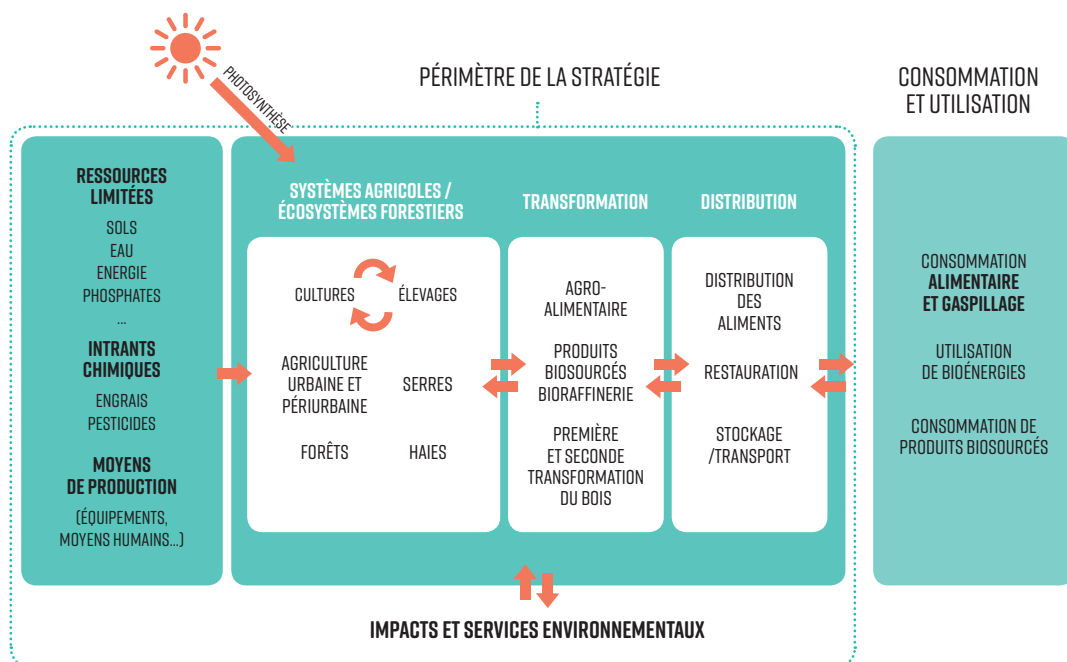 PHOTOSYNTHÈSE
PÉRIMÈTRE DE LA STRATÉGIE
CONSOMMATION
ET UTILISATION
RESSOURCES
LIMITÉES
SOLS
EAU
ENERGIE
PHOSPHATES
...
INTRANTS
CHIMIQUES
ENGRAIS
PESTICIDES
MOYENS
DE PRODUCTION
(ÉQUIPEMENTS,
MOYENS HUMAINS...)
SYSTÈMES AGRICOLES /
ÉCOSYSTÈMES FORESTIERS
CULTURES
ÉLEVAGES
AGRICULTURE
URBAINE ET
PÉRIURBAINE
SERRES
FORÊTS
HAIES
TRANSFORMATION
AGRO-
ALIMENTAIRE
PRODUITS
BIOSOURCÉS
BIORAFFINERIE
PREMIÈRE
ET SECONDE
TRANSFORMATION
DU BOIS
DISTRIBUTION
DISTRIBUTION
DES
ALIMENTS
RESTAURATION
STOCKAGE
/TRANSPORT
CONSOMMATION
ALIMENTAIRE
ET GASPILLAGE
UTILISATION
DE BIOÉNERGIES
CONSOMMATION DE
PRODUITS BIOSOURCÉS
IMPACTS ET SERVICES ENVIRONNEMENTAUX